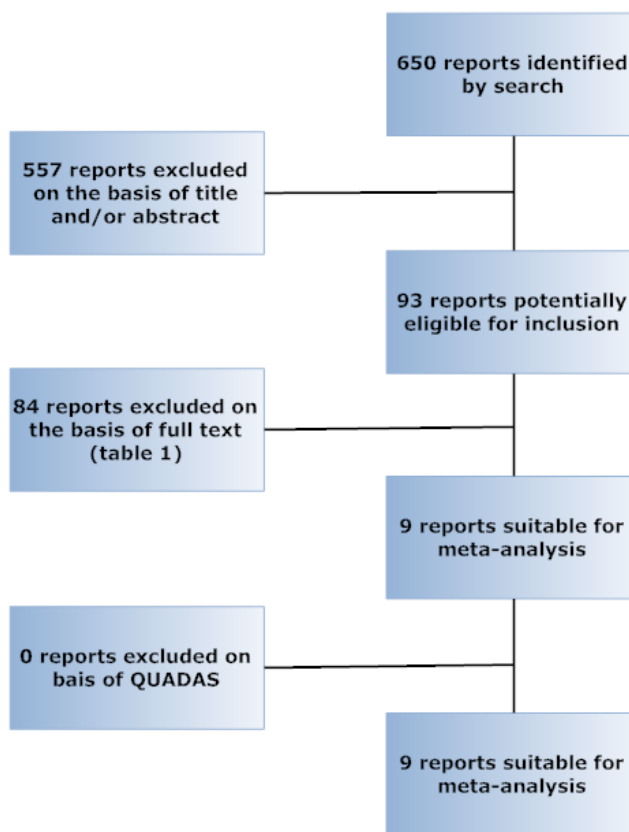 650 reports identified
by search
557 reports excluded
on the basis of title
and/or abstract
93 reports potentially
eligible for inclusion
84 reports excluded on
the basis of full text
(table 1)
9 reports suitable for
meta-analysis
0 reports excluded on
bais of QUADAS
9 reports suitable for
meta-analysis